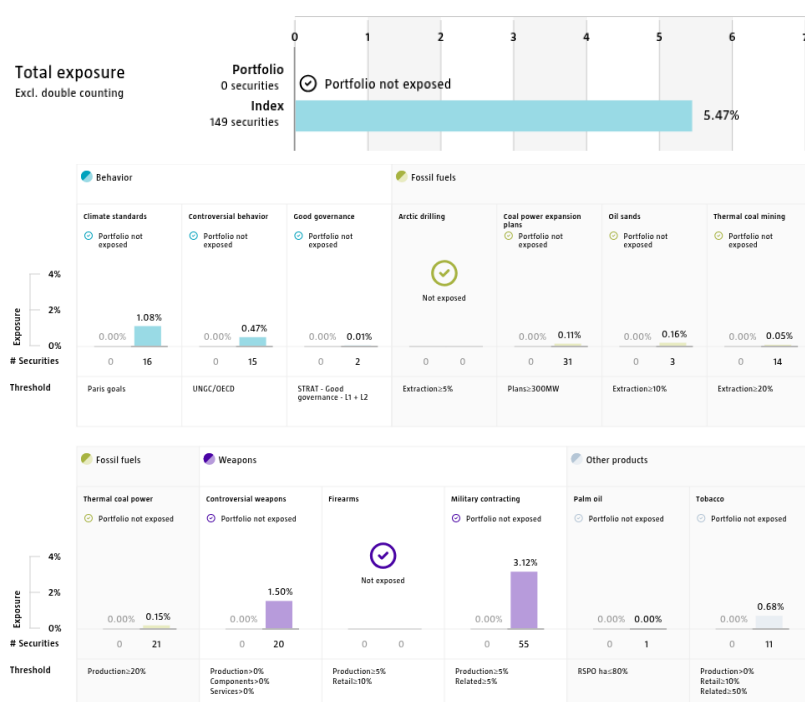 0 1 2 3 4 5 6 7
Total exposure
Excl. double counting
Portfolio
0 securities
Portfolio not exposed
Index
149 securities
5.47%
Behavior
Fossil fuels
Climate standards
Controversial behavior
Good governance
Arctic drilling
Coal power expansion
plans
Oil sands
Thermal coal mining
Portfolio not
exposed
Portfolio not
exposed
Portfolio not
exposed
Portfolio not
exposed
Portfolio not
exposed
Portfolio not
exposed
Not exposed
Exposure
4%
2%
0%
0.00% 1.08%
0.00% 0.47%
0.00% 0.01%
0.00% 0.11%
0.00% 0.16%
0.00% 0.05%
# Securities 0 16 0 15 0 2 0 0 0 31 0 3 0 14
Threshold
Paris goals
UNGC/OECD
STRAT - Good
governance - L1 + L2
Extraction≥5%
Plans≥300MW
Extraction≥10%
Extraction≥20%
Fossil fuels
Weapons
Other products
Thermal coal power
Controversial weapons
Firearms
Military contracting
Palm oil
Tobacco
Portfolio not exposed
Portfolio not exposed
Portfolio not exposed
Portfolio not exposed
Portfolio not exposed
Not exposed
Exposure
4%
2%
0%
0.00% 0.15%
0.00% 1.50%
0.00% 3.12%
0.00% 0.00%
0.00% 0.68%
# Securities 0 21 0 20 0 0 0 55 0 1 0 11
Threshold
Production≥20%
Production>0%
Components>0%
Services>0%
Production≥5%
Retail≥10%
Production≥5%
Related≥5%
RSPO ha≤80%
Production>0%
Retail≥10%
Related≥50%